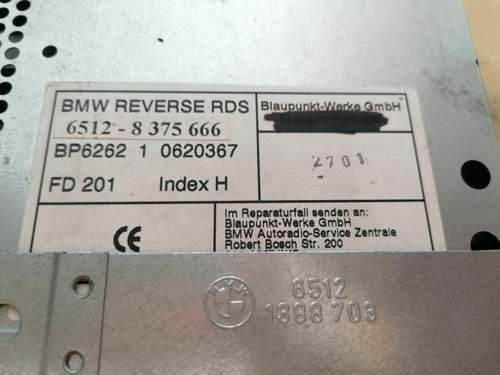 BMW REVERSE RDS
6512 - 8 375 666
BP6262 1 0620367
FD 201 Index H
Blaupunkt-Werke GmbH
2701
CE
Im Reparaturfall senden an:
Blaupunkt-Werke GmbH
BMW Autoradio-Service Zentrale
Robert Bosch Str. 200
BMW
6512
1388 703